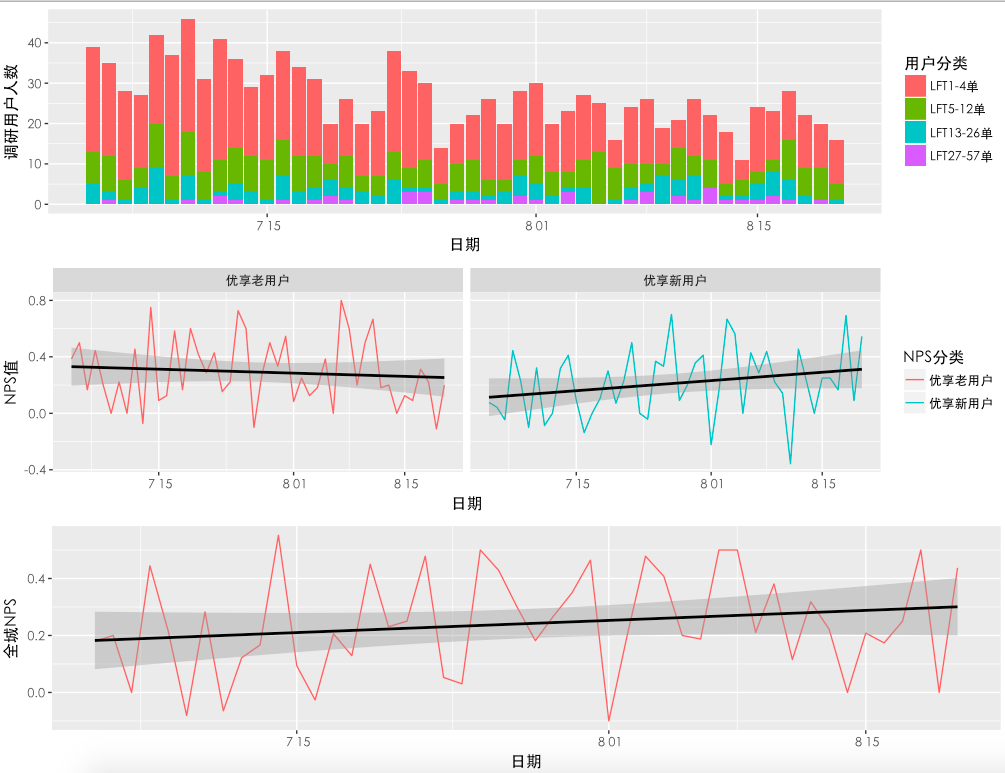 调研用户人数
40
30
20
10
0
7 15
8 01
8 15
日期
用户分类
LFT1-4单
LFT5-12单
LFT13-26单
LFT27-57单
优享老用户
优享新用户
NPS值
0.8
0.4
0.0
-0.4
7 15
8 01
8 15
7 15
8 01
8 15
日期
NPS分类
优享老用户
优享新用户
全城NPS
0.4
0.2
0.0
7 15
8 01
8 15
日期